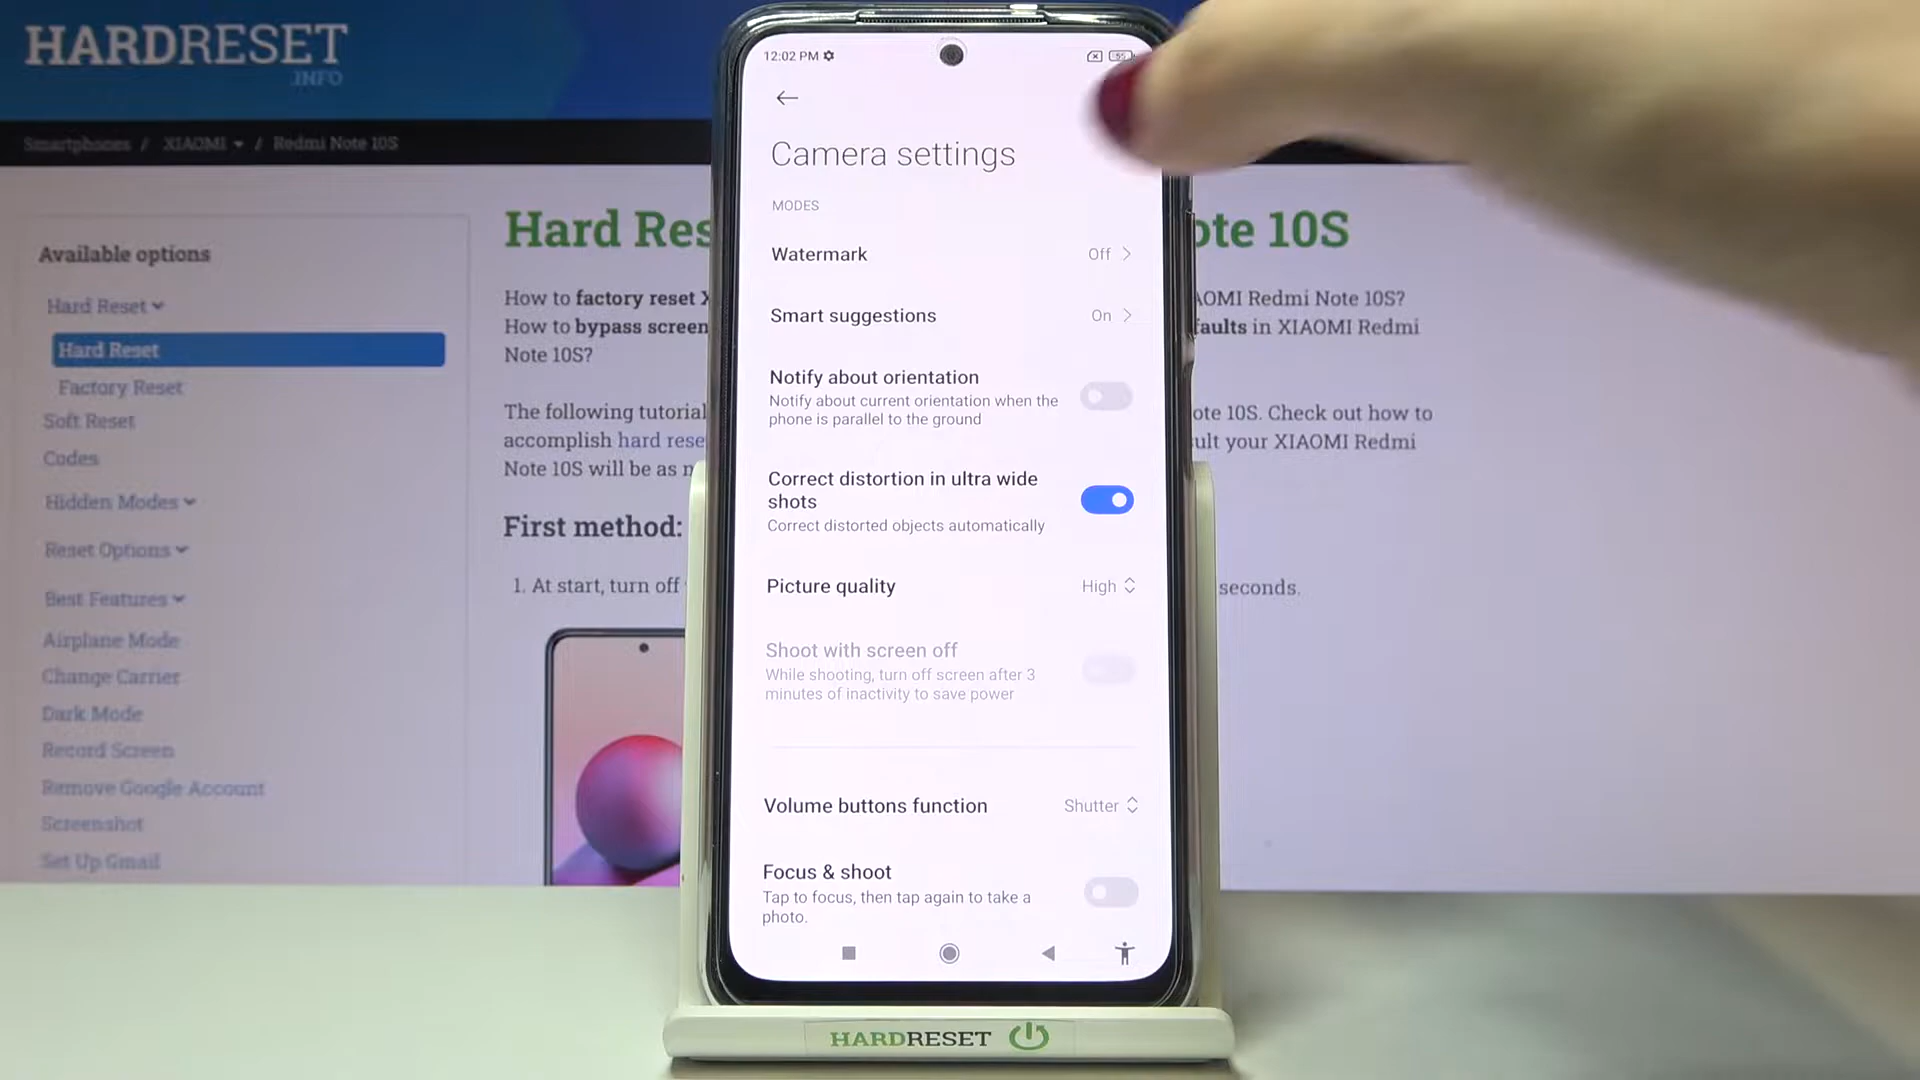 HARDRESET
.INFO
Smartphones / XIAOMI / Redmi Note 10S
Available options
Hard Reset
Hard Reset
Factory Reset
Soft Reset
Codes
Hidden Modes
Reset Options
Best Features
Airplane Mode
Change Carrier
Dark Mode
Record Screen
Remove Google Account
Screenshot
Set Up Gmail
Hard Res
ote 10S
How to factory reset X
OMI Redmi Note 10S?
How to bypass screen
faults in XIAOMI Redmi
Note 10S?
The following tutorial
ote 10S. Check out how to
accomplish hard rese
ult your XIAOMI Redmi
Note 10S will be as n
First method:
1. At start, turn off
seconds.
12:02 PM
Camera settings
MODES
Watermark Off
Smart suggestions On
Notify about orientation
Notify about current orientation when the
phone is parallel to the ground
Correct distortion in ultra wide
shots
Correct distorted objects automatically
Picture quality High
Shoot with screen off
While shooting, turn off screen after 3
minutes of inactivity to save power
Volume buttons function Shutter
Focus & shoot
Tap to focus, then tap again to take a
photo.
HARDRESET